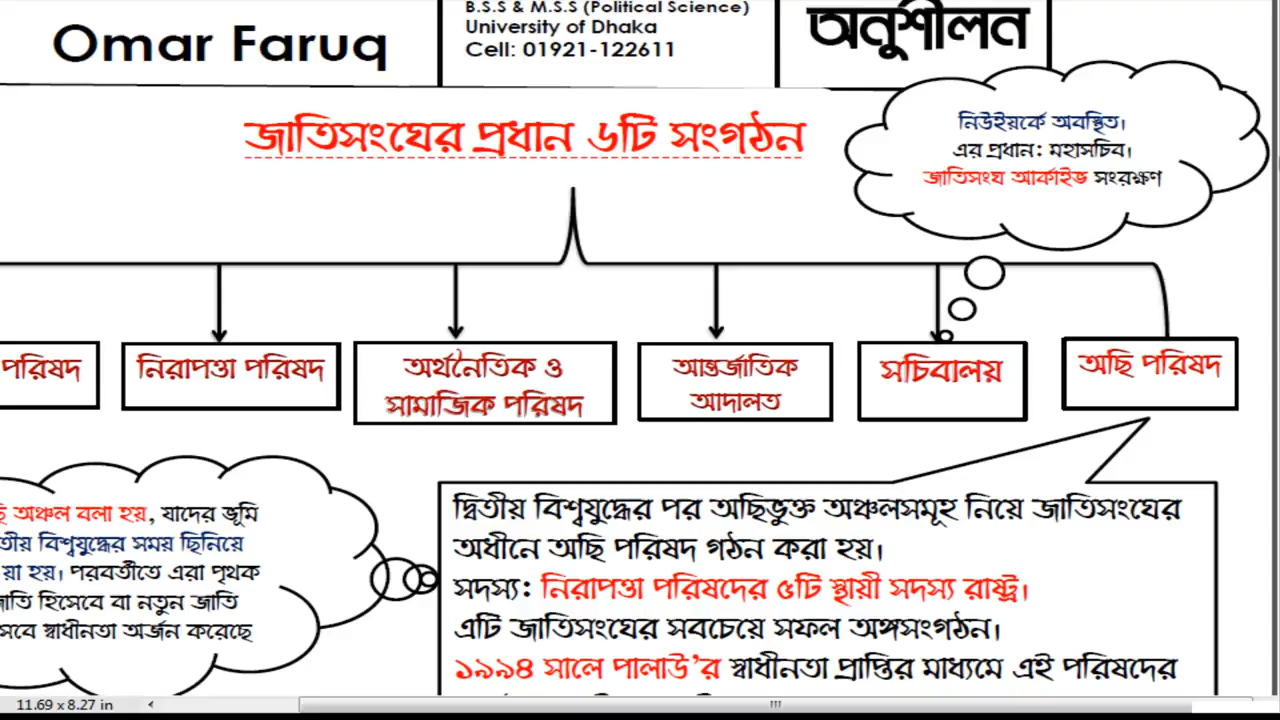 B.S.S & M.S.S (Political Science)
Omar Faruq
University of Dhaka
Cell: 01921-122611
অনুশীলন
জাতিসংঘের প্রধান ৬টি সংগঠন
নিউইয়র্কে অবস্থিত।
এর প্রধান: মহাসচিব।
জাতিসংঘ আর্কাইভ সংরক্ষণ
পরিষদ
নিরাপত্তা পরিষদ
অর্থনৈতিক ও
সামাজিক পরিষদ
আন্তর্জাতিক
আদালত
সচিবালয়
অছি পরিষদ
অঞ্চল বলা হয়, যাদের ভূমি
বিশ্বযুদ্ধের সময় ছিনিয়ে
হয়। পরবর্তীতে এরা পৃথক
হিসেবে বা নতুন জাতি
স্বাধীনতা অর্জন করেছে
দ্বিতীয় বিশ্বযুদ্ধের পর অছিভুক্ত অঞ্চলসমূহ নিয়ে জাতিসংঘের
অধীনে অছি পরিষদ গঠন করা হয়।
সদস্য: নিরাপত্তা পরিষদের ৫টি স্থায়ী সদস্য রাষ্ট্র।
এটি জাতিসংঘের সবচেয়ে সফল অঙ্গসংগঠন।
১৯৯৪ সালে পালাউ'র স্বাধীনতা প্রাপ্তির মাধ্যমে এই পরিষদের
11.69 x 8.27 in